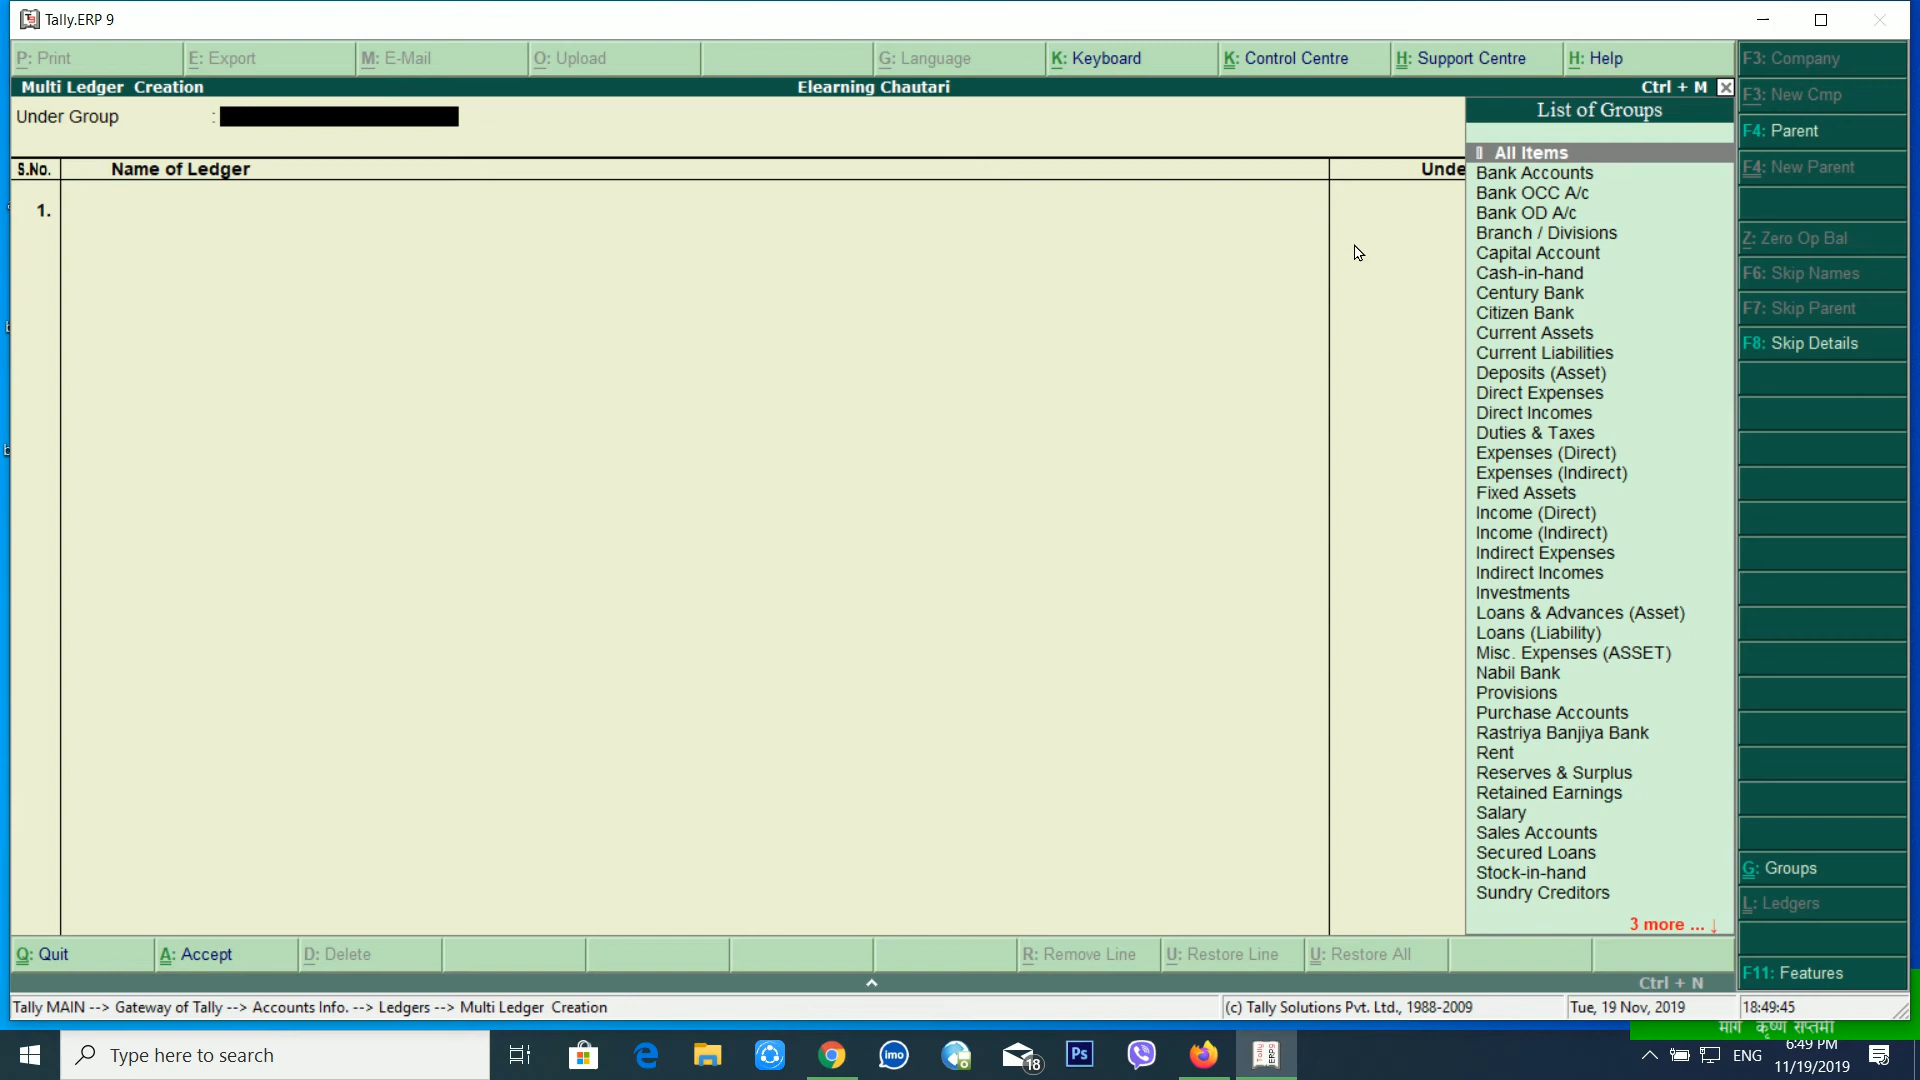 Tally.ERP 9
P: Print
E: Export
M: E-Mail
O: Upload
G: Language
K: Keyboard
K: Control Centre
H: Support Centre
H: Help
Multi Ledger Creation
Elearning Chautari
Ctrl + M
Under Group :
S.No.
Name of Ledger
Unde
1.
List of Groups
All Items
Bank Accounts
Bank OCC A/c
Bank OD A/c
Branch / Divisions
Capital Account
Cash-in-hand
Century Bank
Citizen Bank
Current Assets
Current Liabilities
Deposits (Asset)
Direct Expenses
Direct Incomes
Duties & Taxes
Expenses (Direct)
Expenses (Indirect)
Fixed Assets
Income (Direct)
Income (Indirect)
Indirect Expenses
Indirect Incomes
Investments
Loans & Advances (Asset)
Loans (Liability)
Misc. Expenses (ASSET)
Nabil Bank
Provisions
Purchase Accounts
Rastriya Banjiya Bank
Rent
Reserves & Surplus
Retained Earnings
Salary
Sales Accounts
Secured Loans
Stock-in-hand
Sundry Creditors
3 more ... ↓
F3: Company
F3: New Cmp
F4: Parent
F4: New Parent
Z: Zero Op Bal
F6: Skip Names
F7: Skip Parent
F8: Skip Details
G: Groups
L: Ledgers
F11: Features
Q: Quit
A: Accept
D: Delete
R: Remove Line
U: Restore Line
U: Restore All
Ctrl + N
Tally MAIN --> Gateway of Tally --> Accounts Info. --> Ledgers --> Multi Ledger Creation
(c) Tally Solutions Pvt. Ltd., 1988-2009
Tue, 19 Nov, 2019
18:49:45
मार्ग कृष्ण सप्तमी
Type here to search
imo
18
Ps
Tally
ERP9
ENG
6:49 PM
11/19/2019